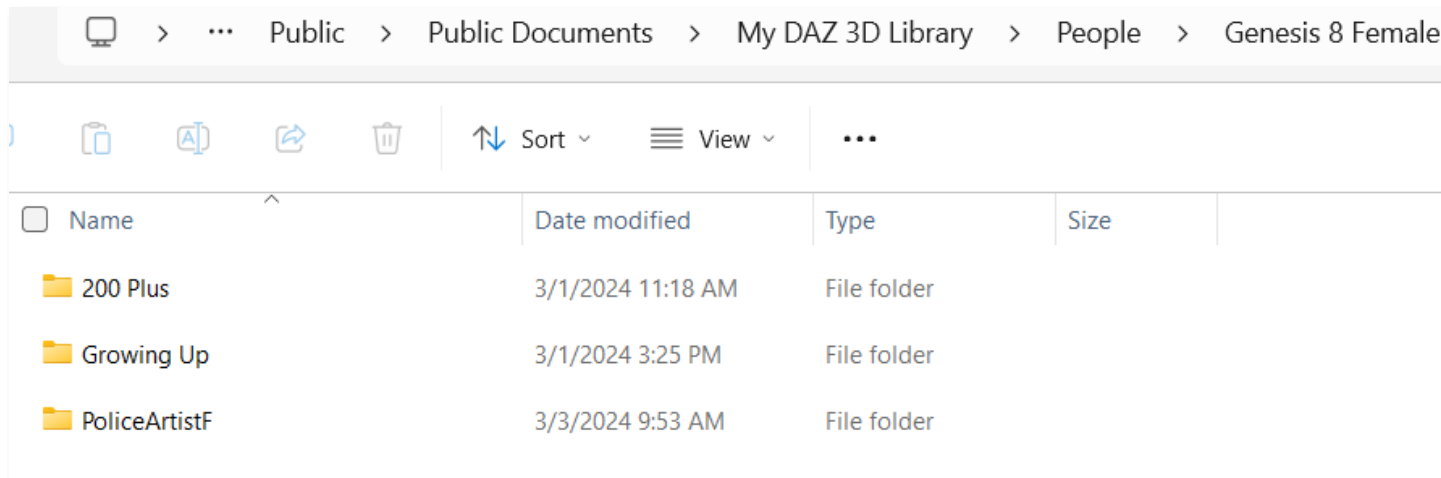 … Public > Public Documents > My DAZ 3D Library > People > Genesis 8 Female
Sort View …
Name Date modified Type Size
200 Plus 3/1/2024 11:18 AM File folder
Growing Up 3/1/2024 3:25 PM File folder
PoliceArtistF 3/3/2024 9:53 AM File folder